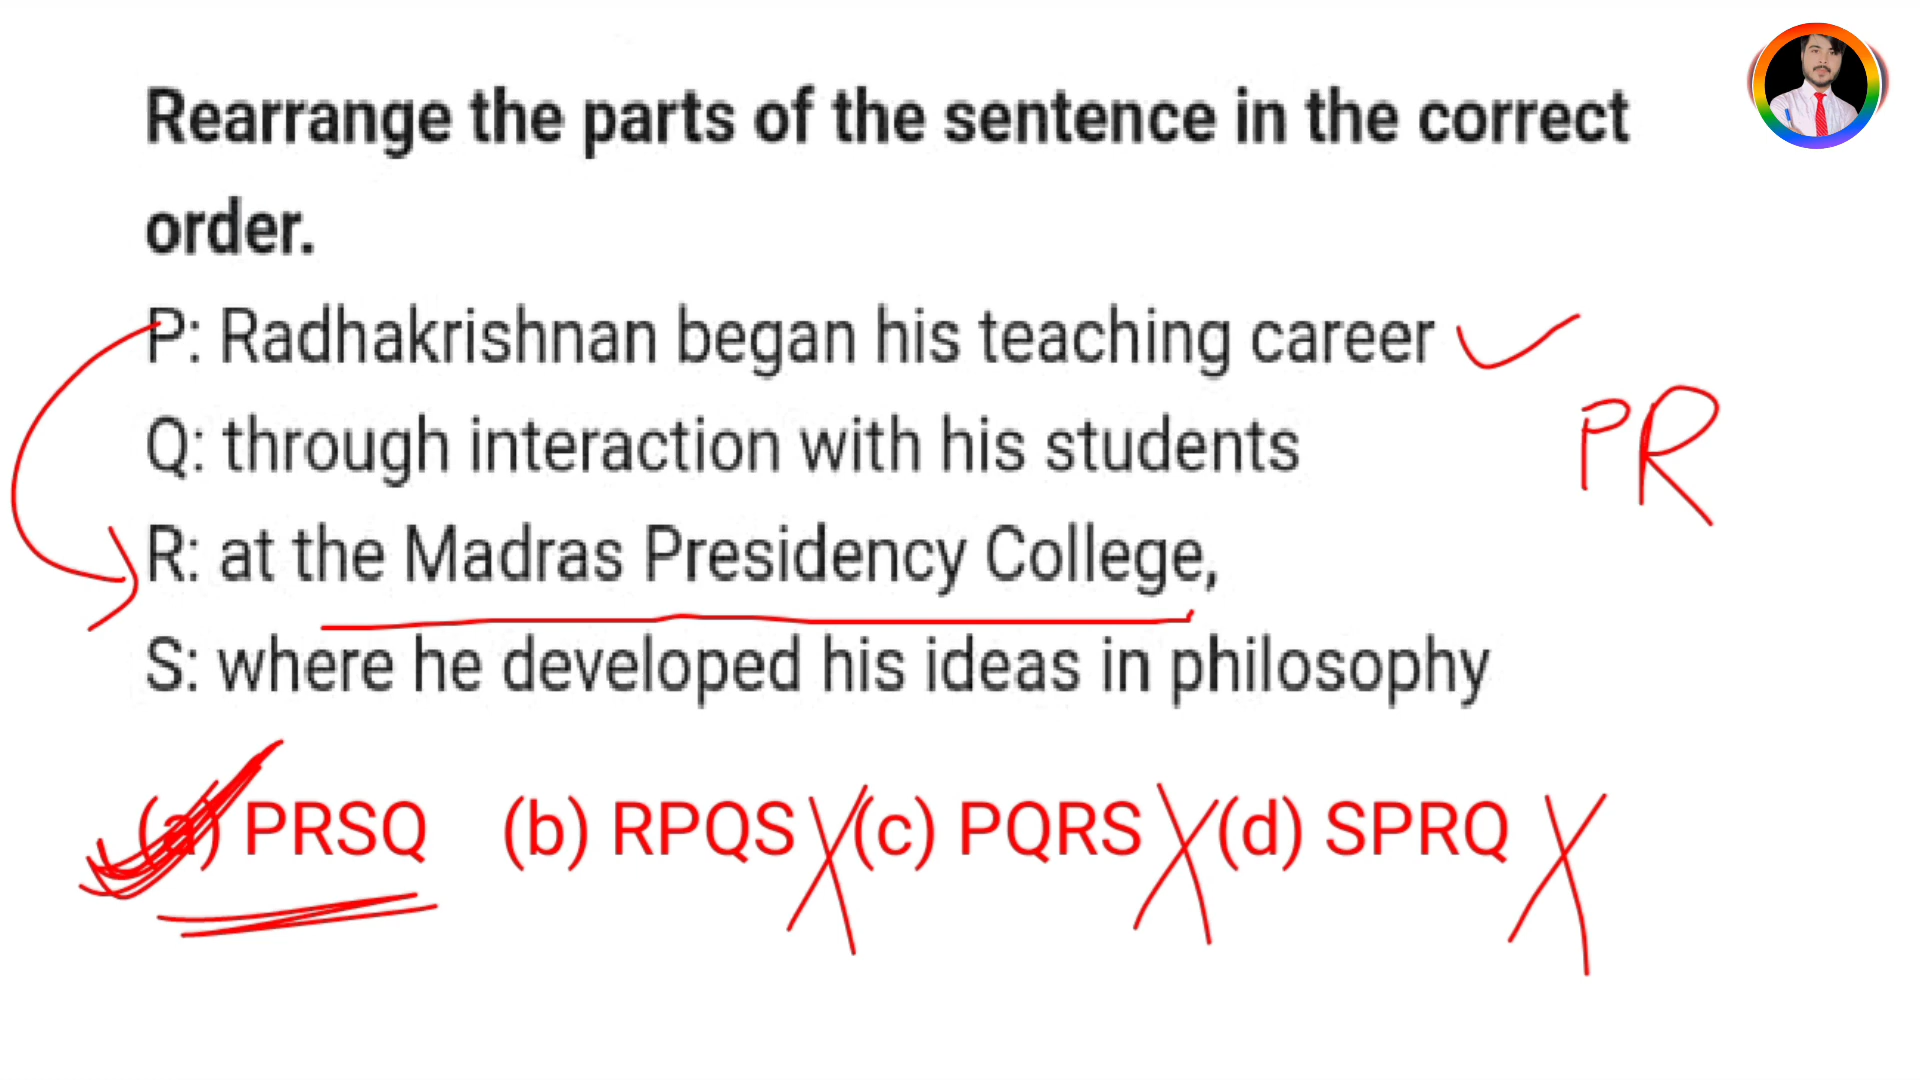 Rearrange the parts of the sentence in the correct
order.
P: Radhakrishnan began his teaching career
Q: through interaction with his students
PR
R: at the Madras Presidency College,
S: where he developed his ideas in philosophy
(a) PRSQ (b) RPQS (c) PQRS (d) SPRQ